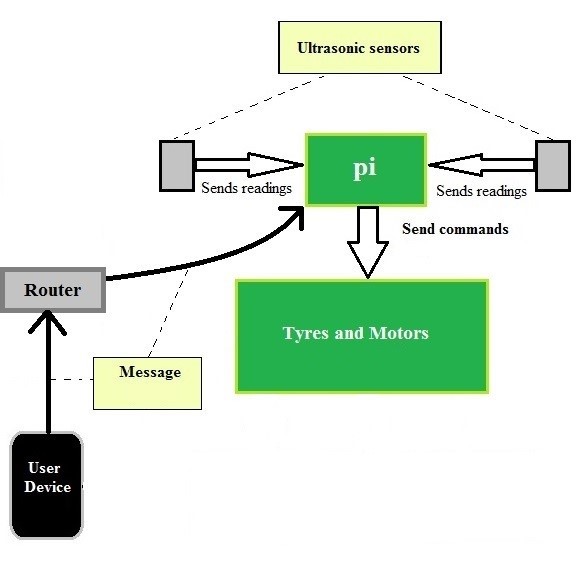 Ultrasonic sensors
pi
Sends readings
Sends readings
Send commands
Router
Tyres and Motors
Message
User
Device